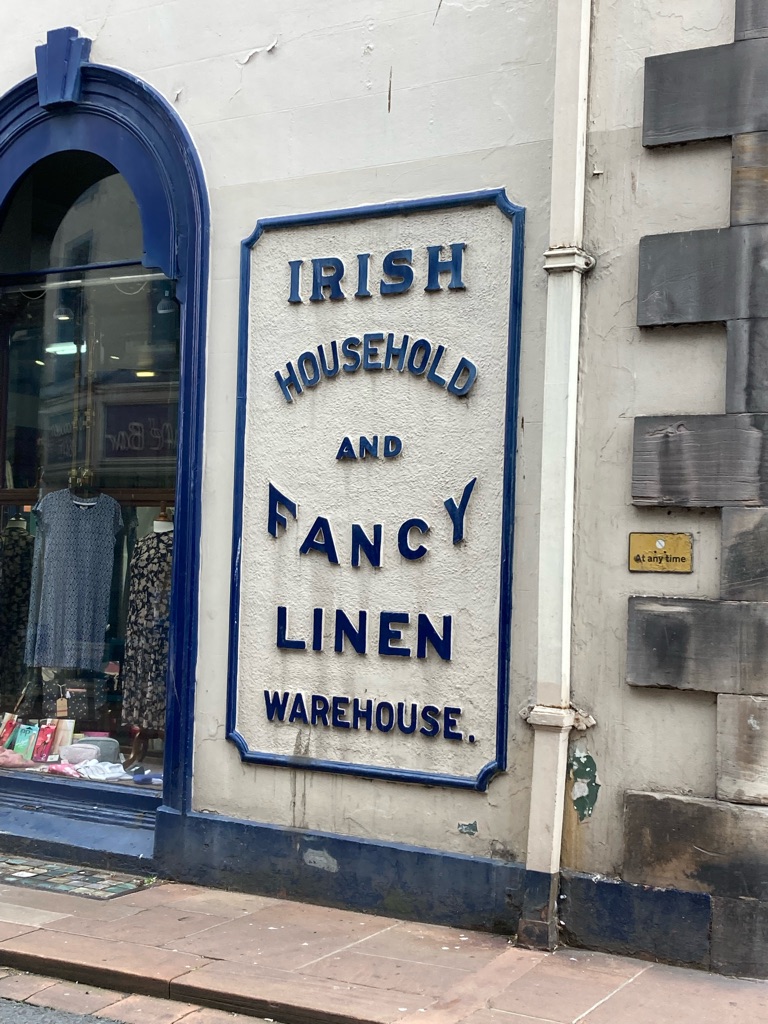 IRISH
HOUSEHOLD
AND
FANCY
LINEN
WAREHOUSE.
At any time